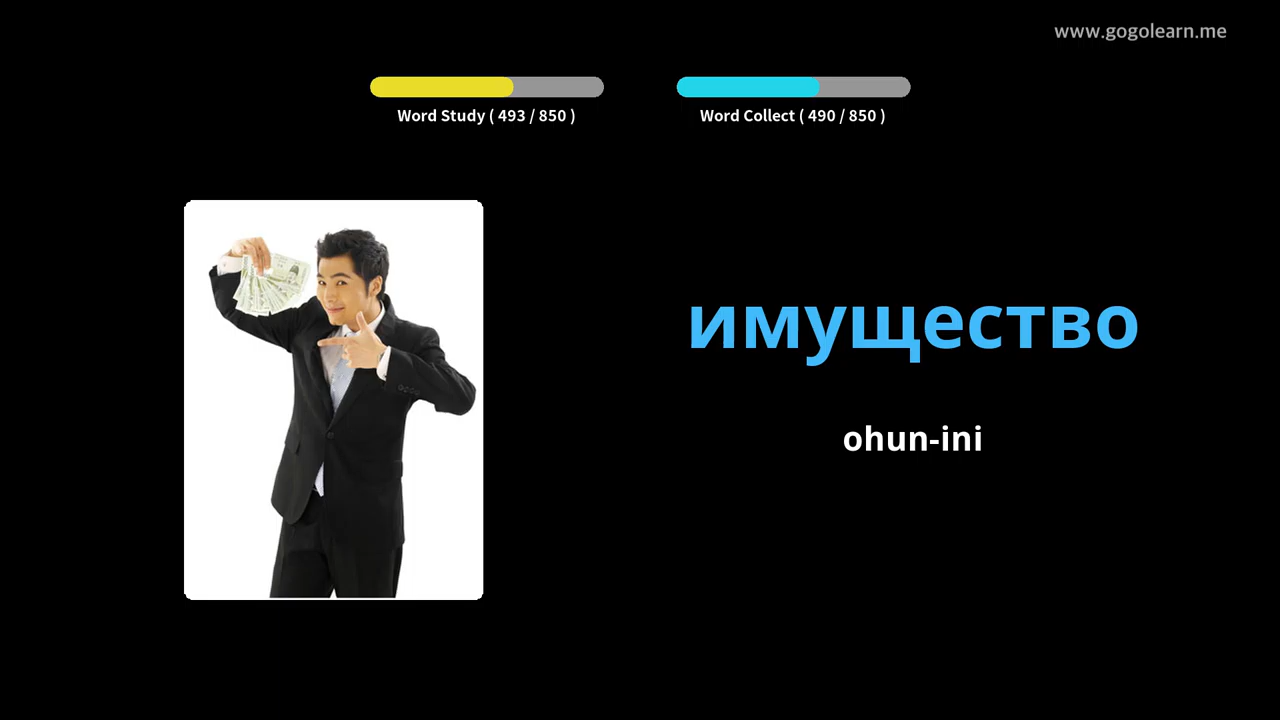 www.gogolearn.me
Word Study ( 493 / 850 )
Word Collect ( 490 / 850 )
имущество
ohun-ini